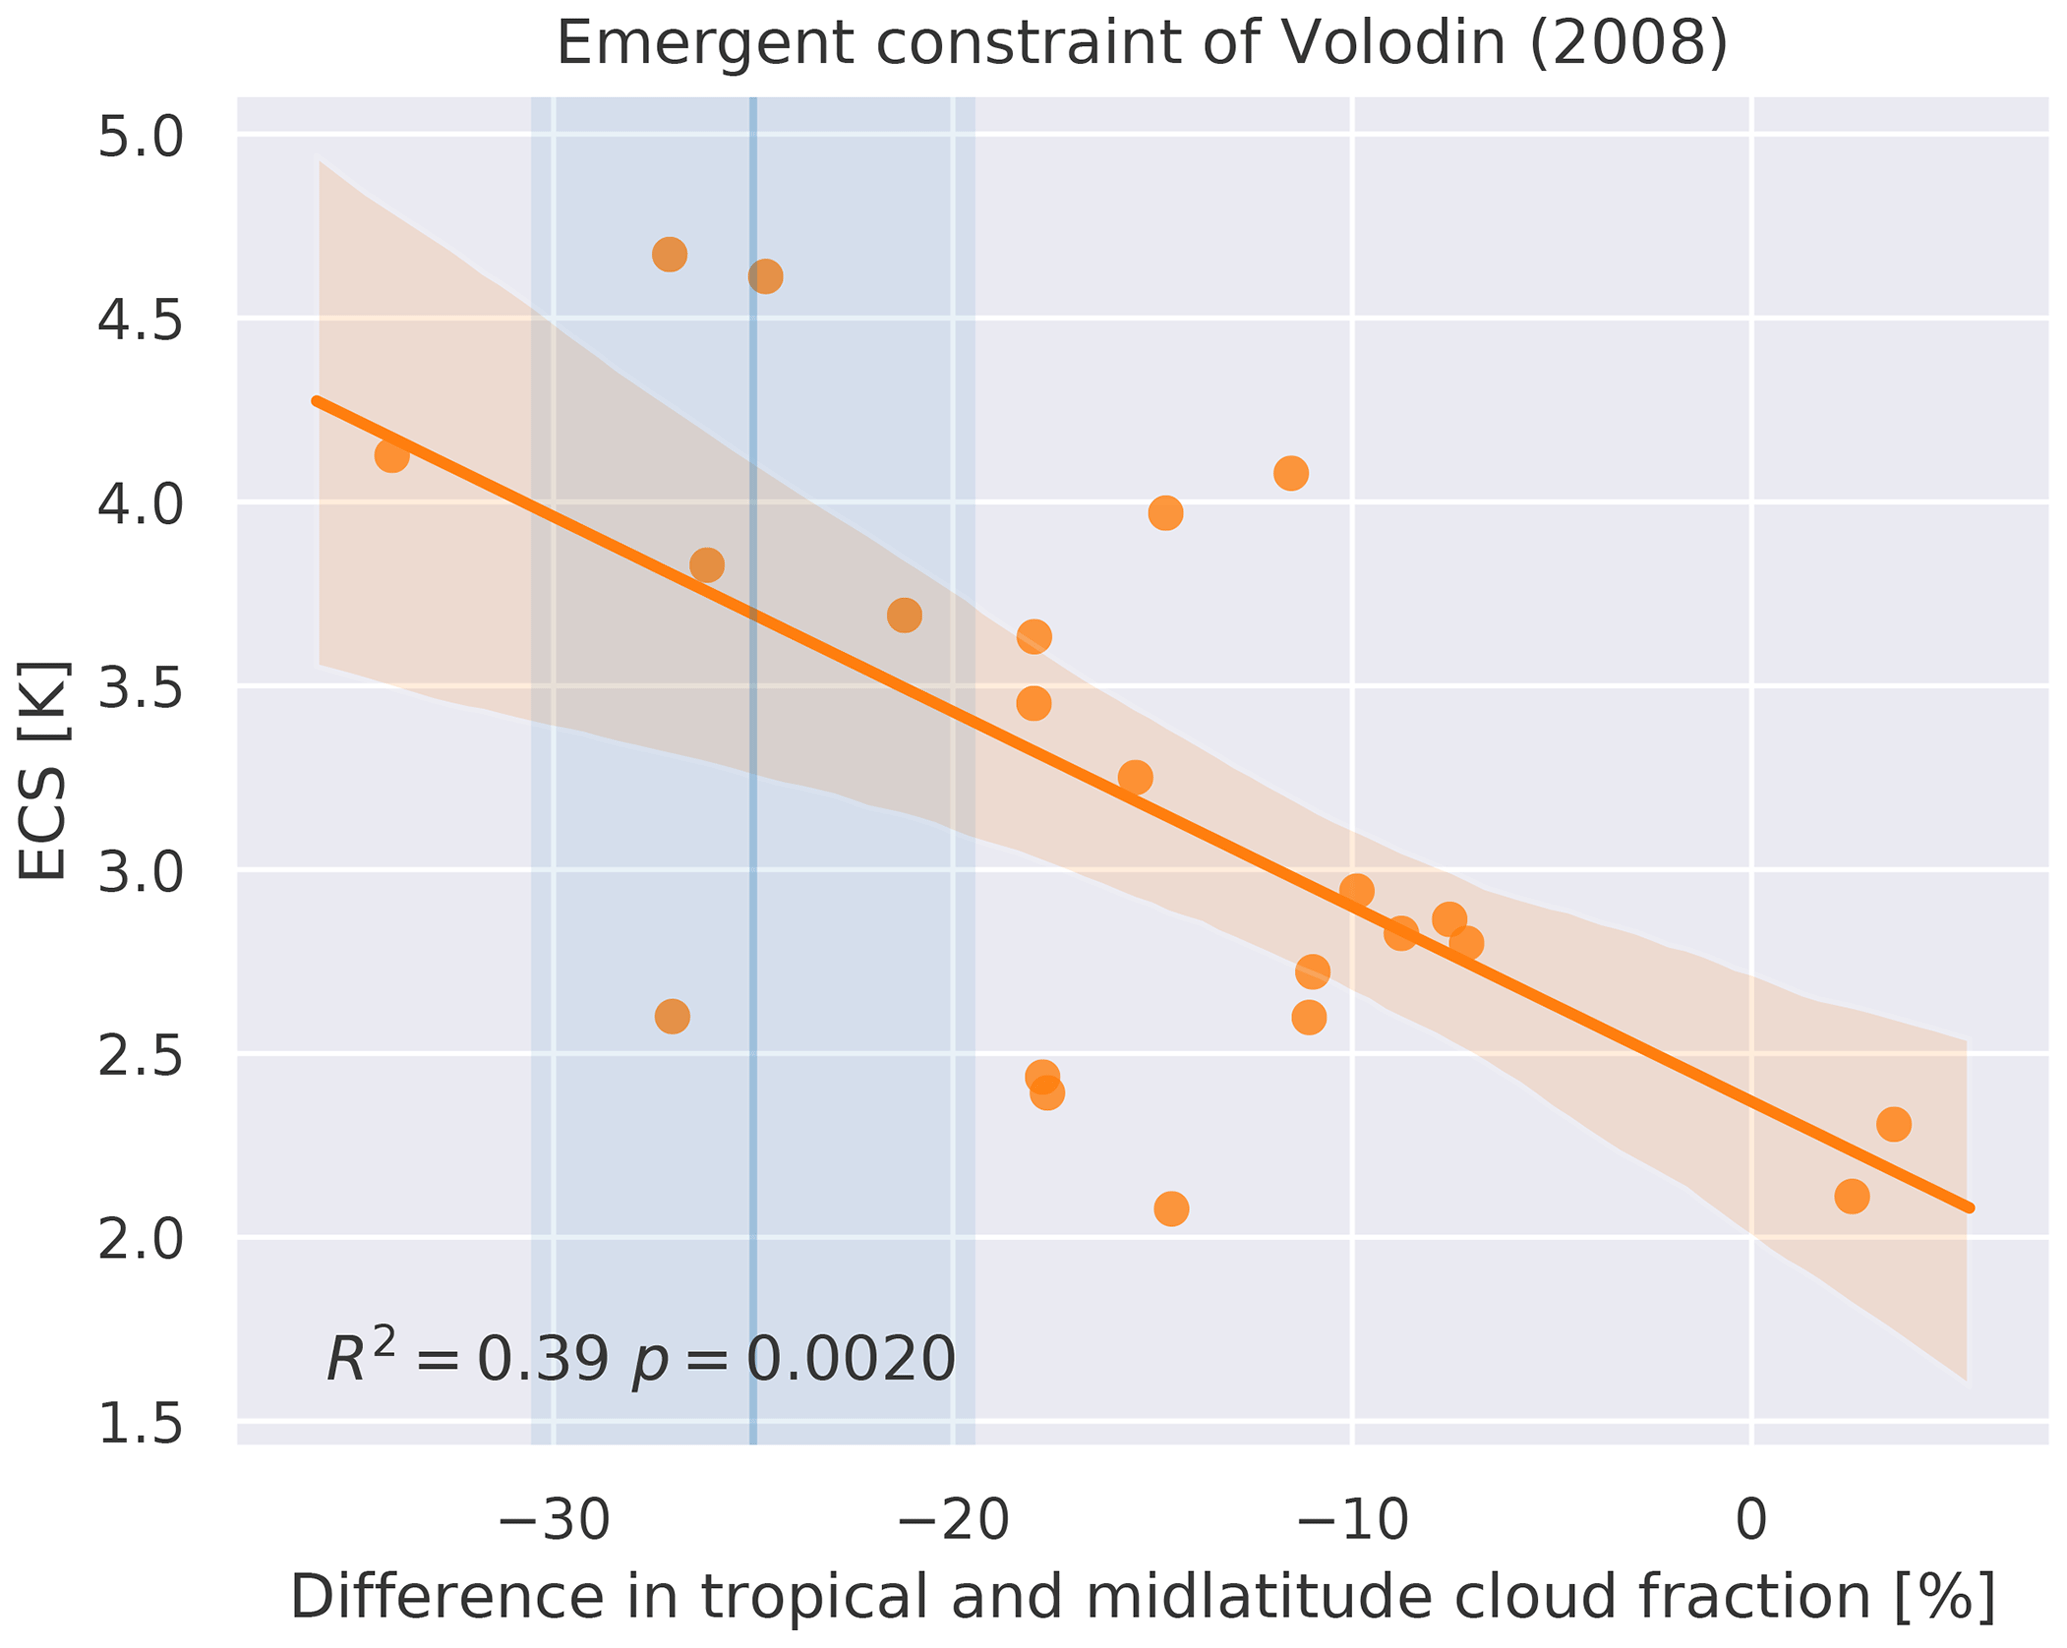 Emergent constraint of Volodin (2008)
5.0
4.5
4.0
3.5
3.0
2.5
2.0
1.5
ECS [K]
R² = 0.39 p = 0.0020
−30 −20 −10 0
Difference in tropical and midlatitude cloud fraction [%]